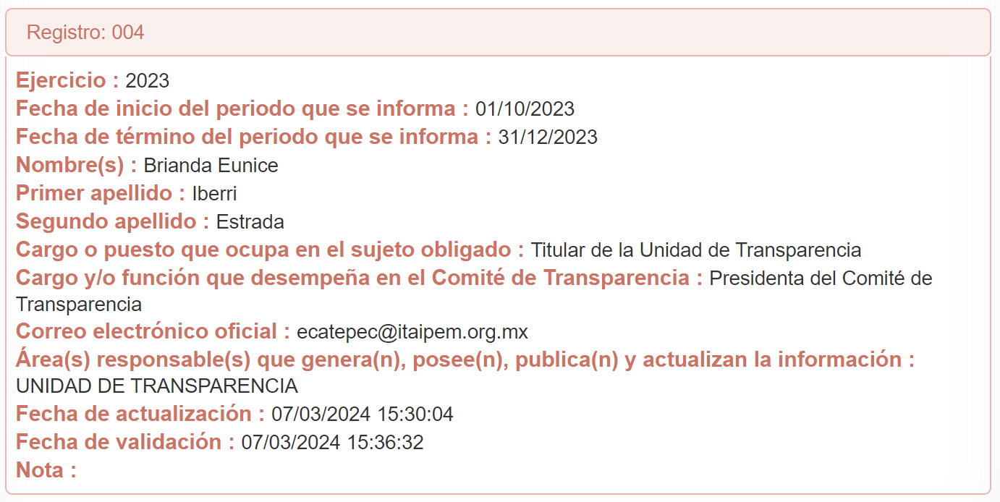 Registro: 004
Ejercicio : 2023
Fecha de inicio del periodo que se informa : 01/10/2023
Fecha de término del periodo que se informa : 31/12/2023
Nombre(s) : Brianda Eunice
Primer apellido : Iberri
Segundo apellido : Estrada
Cargo o puesto que ocupa en el sujeto obligado : Titular de la Unidad de Transparencia
Cargo y/o función que desempeña en el Comité de Transparencia : Presidenta del Comité de
Transparencia
Correo electrónico oficial : ecatepec@itaipem.org.mx
Área(s) responsable(s) que genera(n), posee(n), publica(n) y actualizan la información :
UNIDAD DE TRANSPARENCIA
Fecha de actualización : 07/03/2024 15:30:04
Fecha de validación : 07/03/2024 15:36:32
Nota :